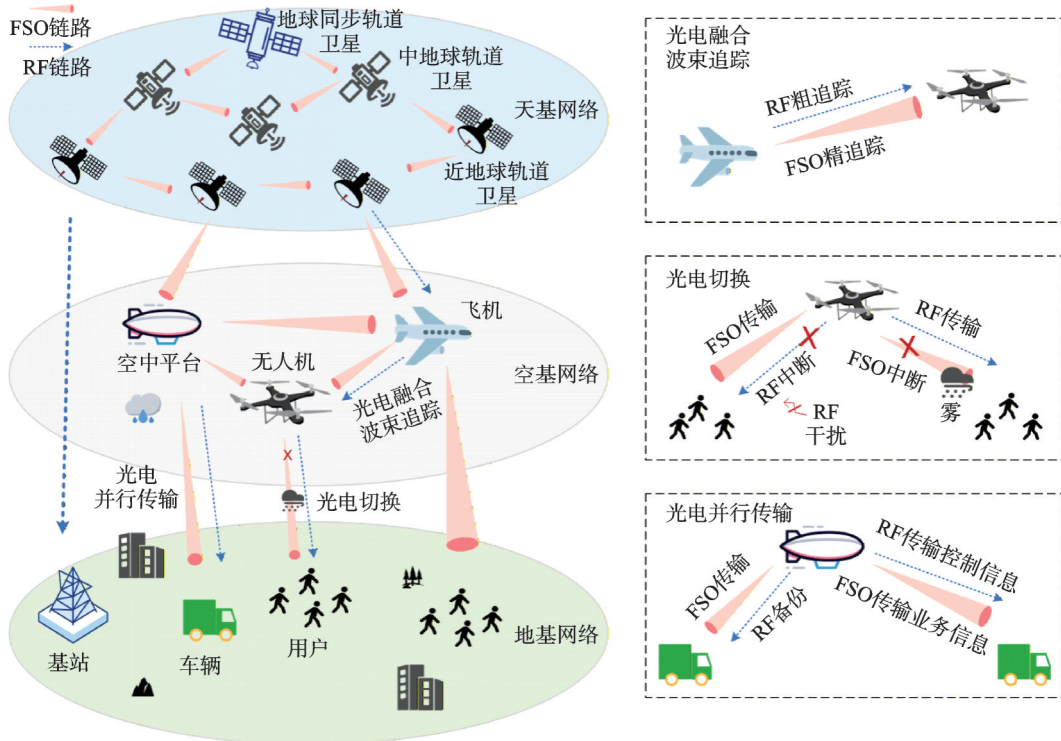 FSO链路
RF链路
地球同步轨道
卫星
中地球轨道
卫星
天基网络
近地球轨道
卫星
飞机
空中平台
无人机
空基网络
光电融合
波束追踪
光电
并行传输
x
光电切换
基站
车辆
用户
地基网络
光电融合
波束追踪
RF粗追踪
FSO精追踪
光电切换
FSO传输
RF中断
RF传输
FSO中断
RF
干扰
雾
光电并行传输
FSO传输
RF备份
RF传输控制信息
FSO传输业务信息